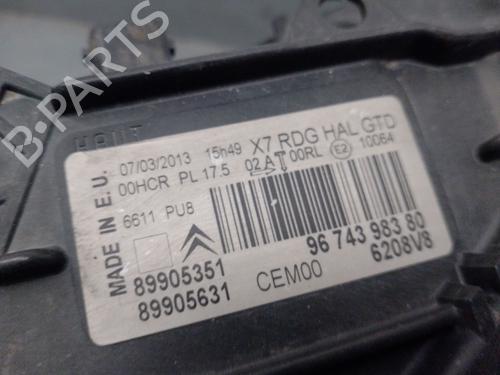 B-PARTS
HAUT
07/03/2013 15h49 X7 RDG HAL GTD
00HCR PL 17.5 02 A 00RL E2 10064
6611 PU8
MADE IN E.U.
89905351
89905631
CEM00
96 743 983 80
6208V8